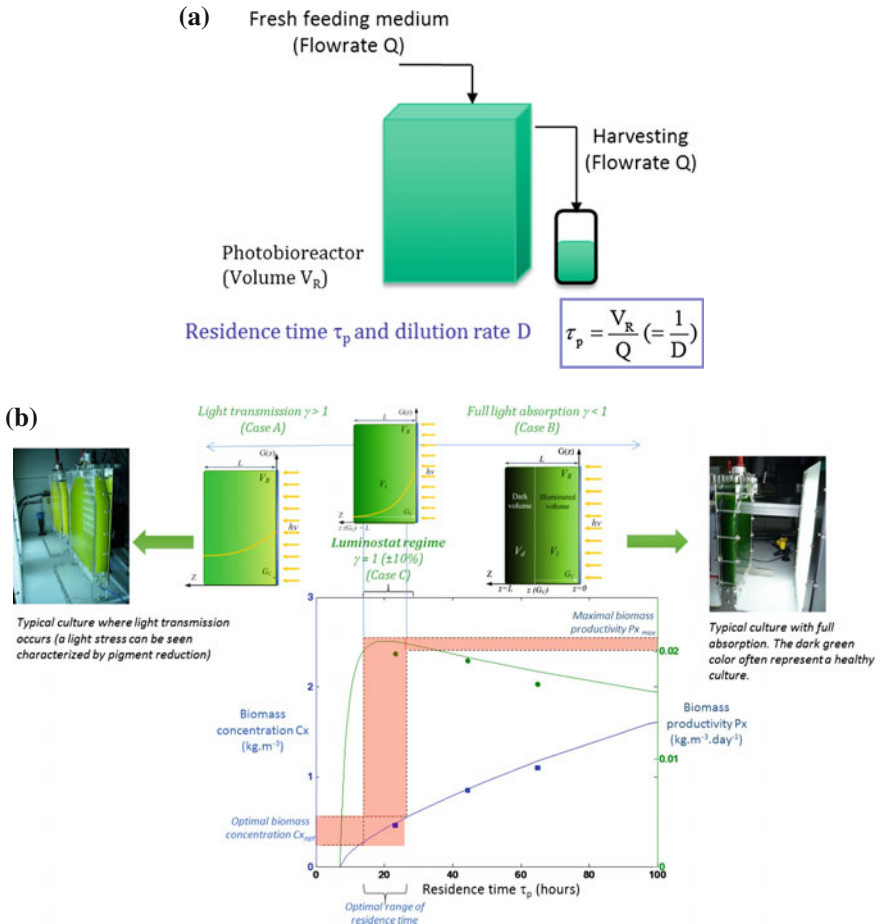 (a)
Fresh feeding medium
(Flowrate Q)
Harvesting
(Flowrate Q)
Photobioreactor
(Volume V_R)
Residence time τ_p and dilution rate D
τ_p = V_R / Q (= 1 / D)
(b)
Light transmission γ > 1
(Case A)
Full light absorption γ < 1
(Case B)
L
G(z)
V_R
V_l
hν
G_C
z (G_C) = L
L
G(z)
V_R
hν
G_C
Z
L
G(z)
V_R
Dark
volume
Illuminated
volume
V_d
V_l
hν
G_C
Z
z=L
z (G_C)
z=0
Luminostat regime
γ = 1 (±10%)
(Case C)
Typical culture where light transmission
occurs (a light stress can be seen
characterized by pigment reduction)
Typical culture with full
absorption. The dark green
color often represent a healthy
culture.
Maximal biomass
productivity Px max
3
2
1
0
0.02
0.01
0
Biomass
concentration Cx
(kg.m⁻³)
Biomass
productivity Px
(kg.m⁻³.day⁻¹)
Optimal biomass
concentration Cx_opt
0
20
40
60
80
100
Residence time τ_p (hours)
Optimal range of
residence time